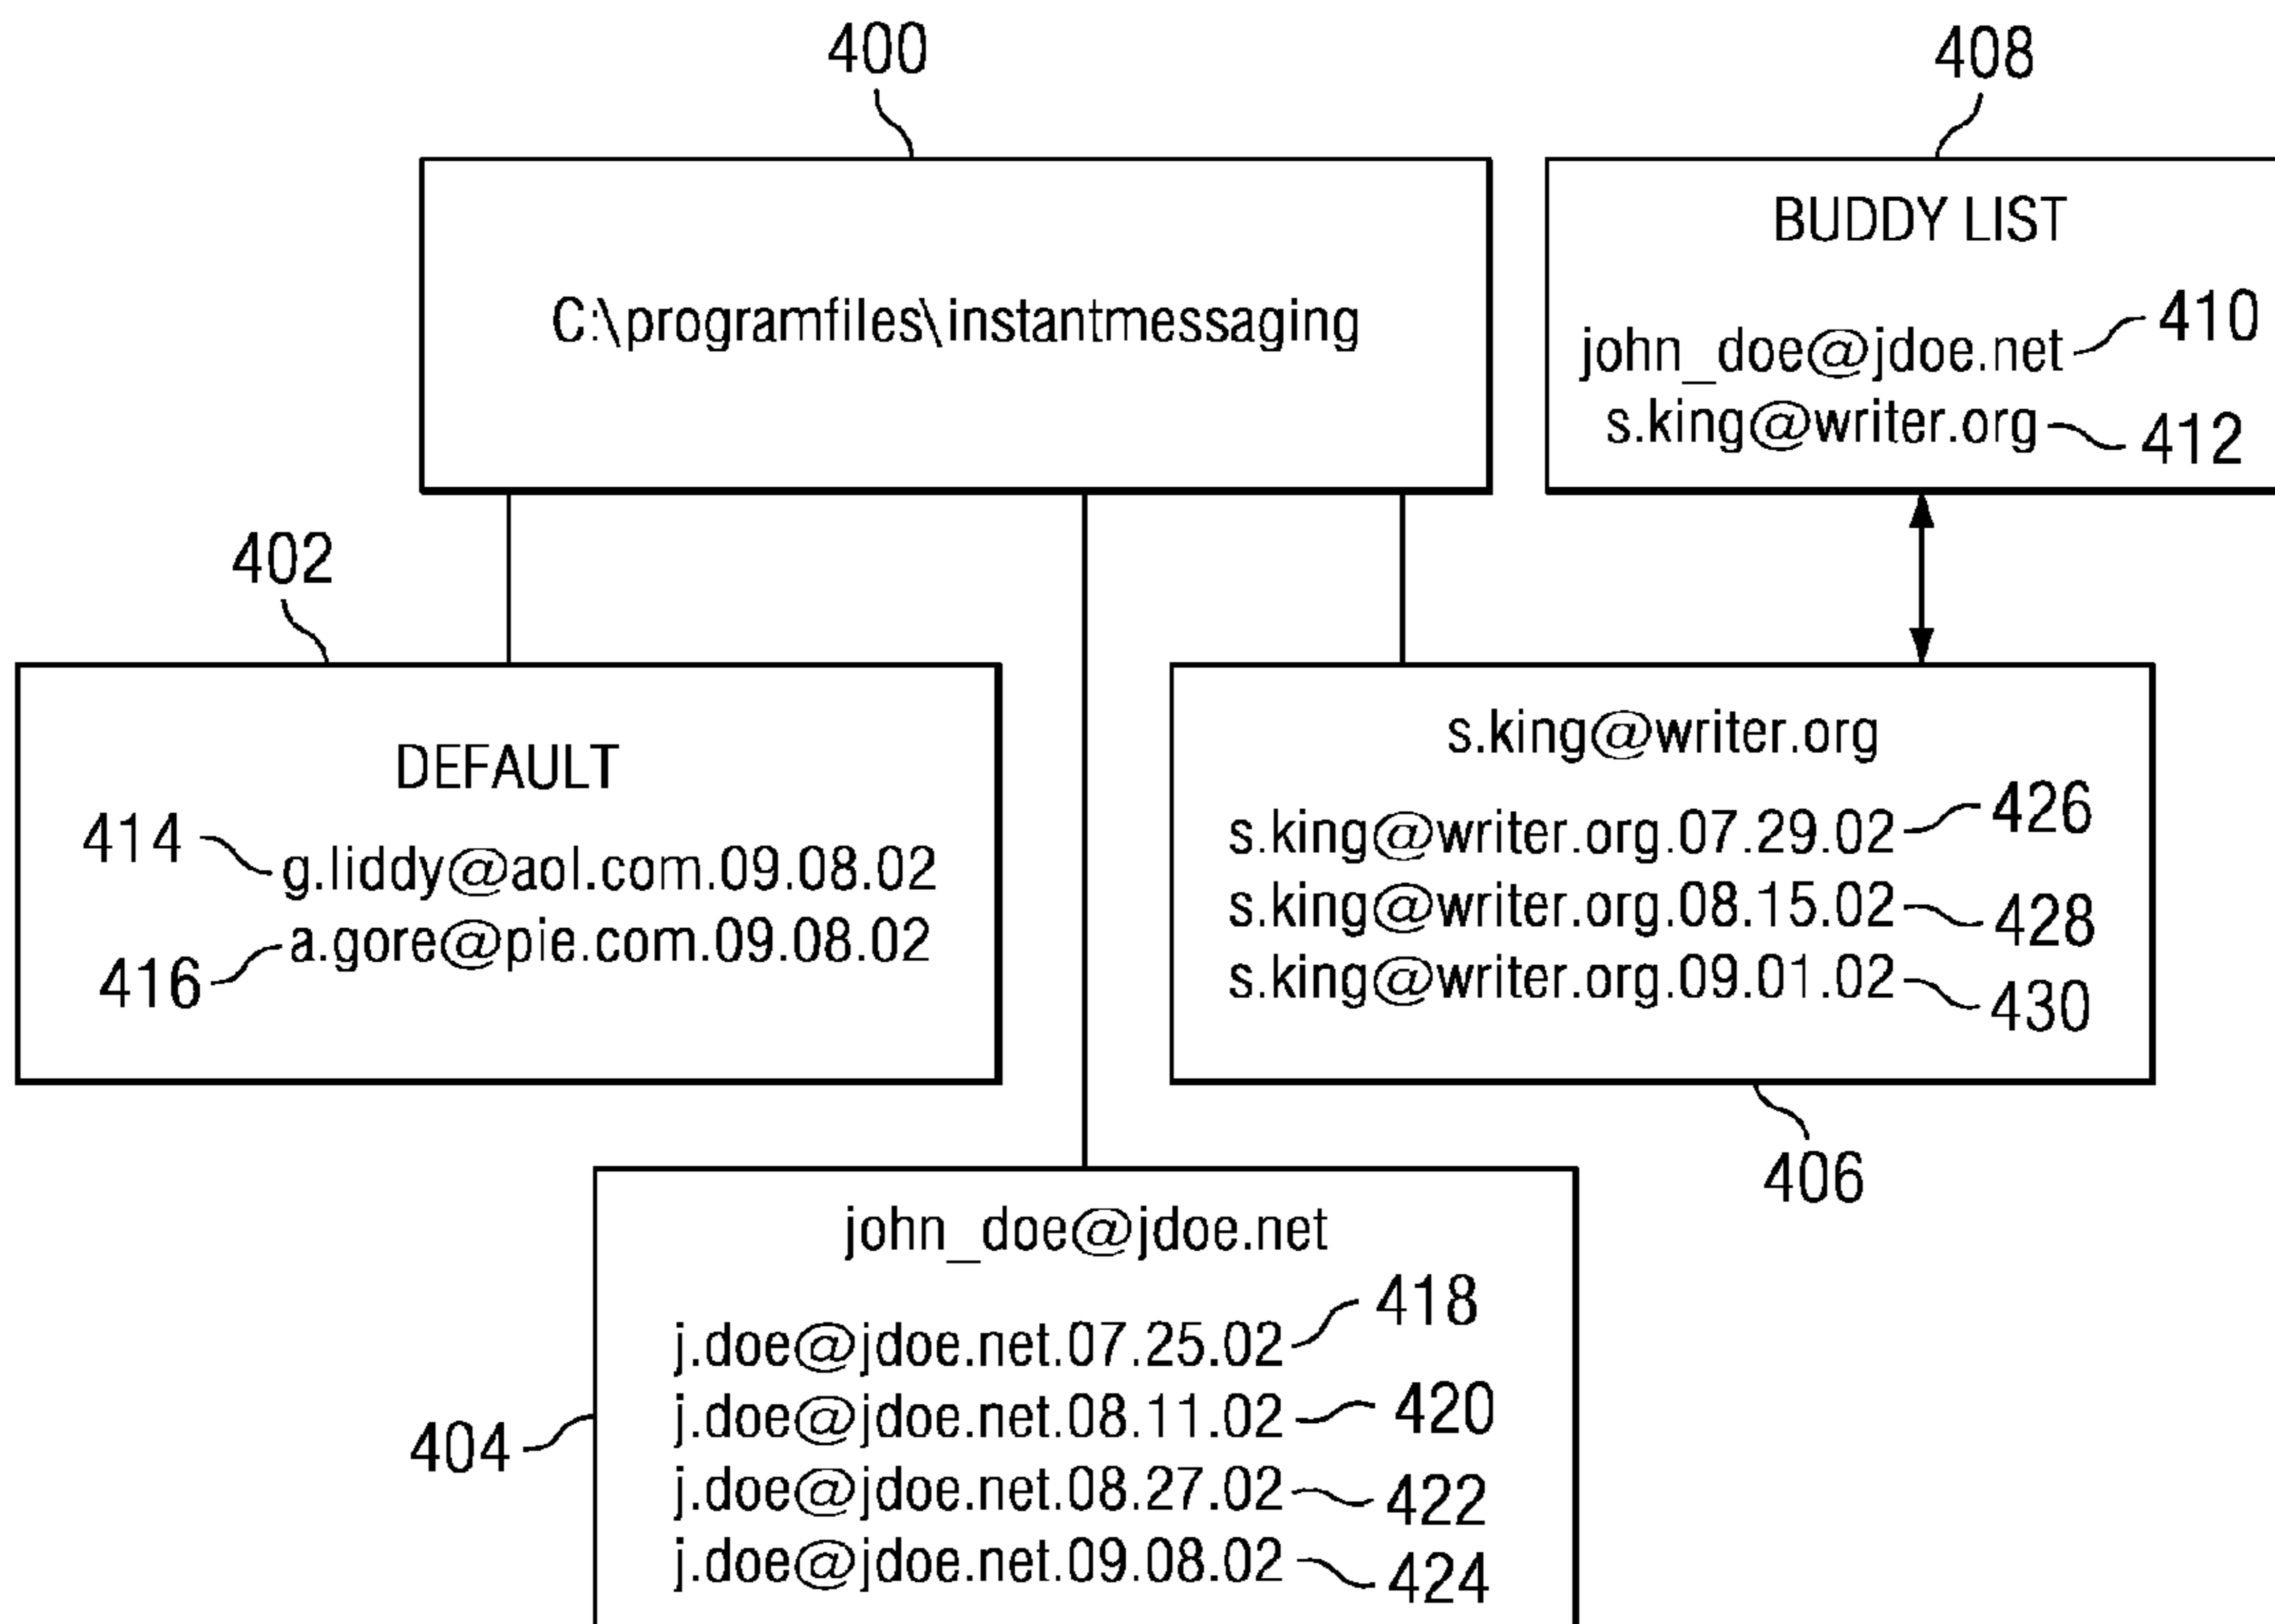 400
408
C:\programfiles\instantmessaging
BUDDY LIST
john_doe@jdoe.net 410
s.king@writer.org 412
402
DEFAULT
414 g.liddy@aol.com.09.08.02
416 a.gore@pie.com.09.08.02
s.king@writer.org
s.king@writer.org.07.29.02 426
s.king@writer.org.08.15.02 428
s.king@writer.org.09.01.02 430
406
john_doe@jdoe.net
j.doe@jdoe.net.07.25.02 418
j.doe@jdoe.net.08.11.02 420
404
j.doe@jdoe.net.08.27.02 422
j.doe@jdoe.net.09.08.02 424